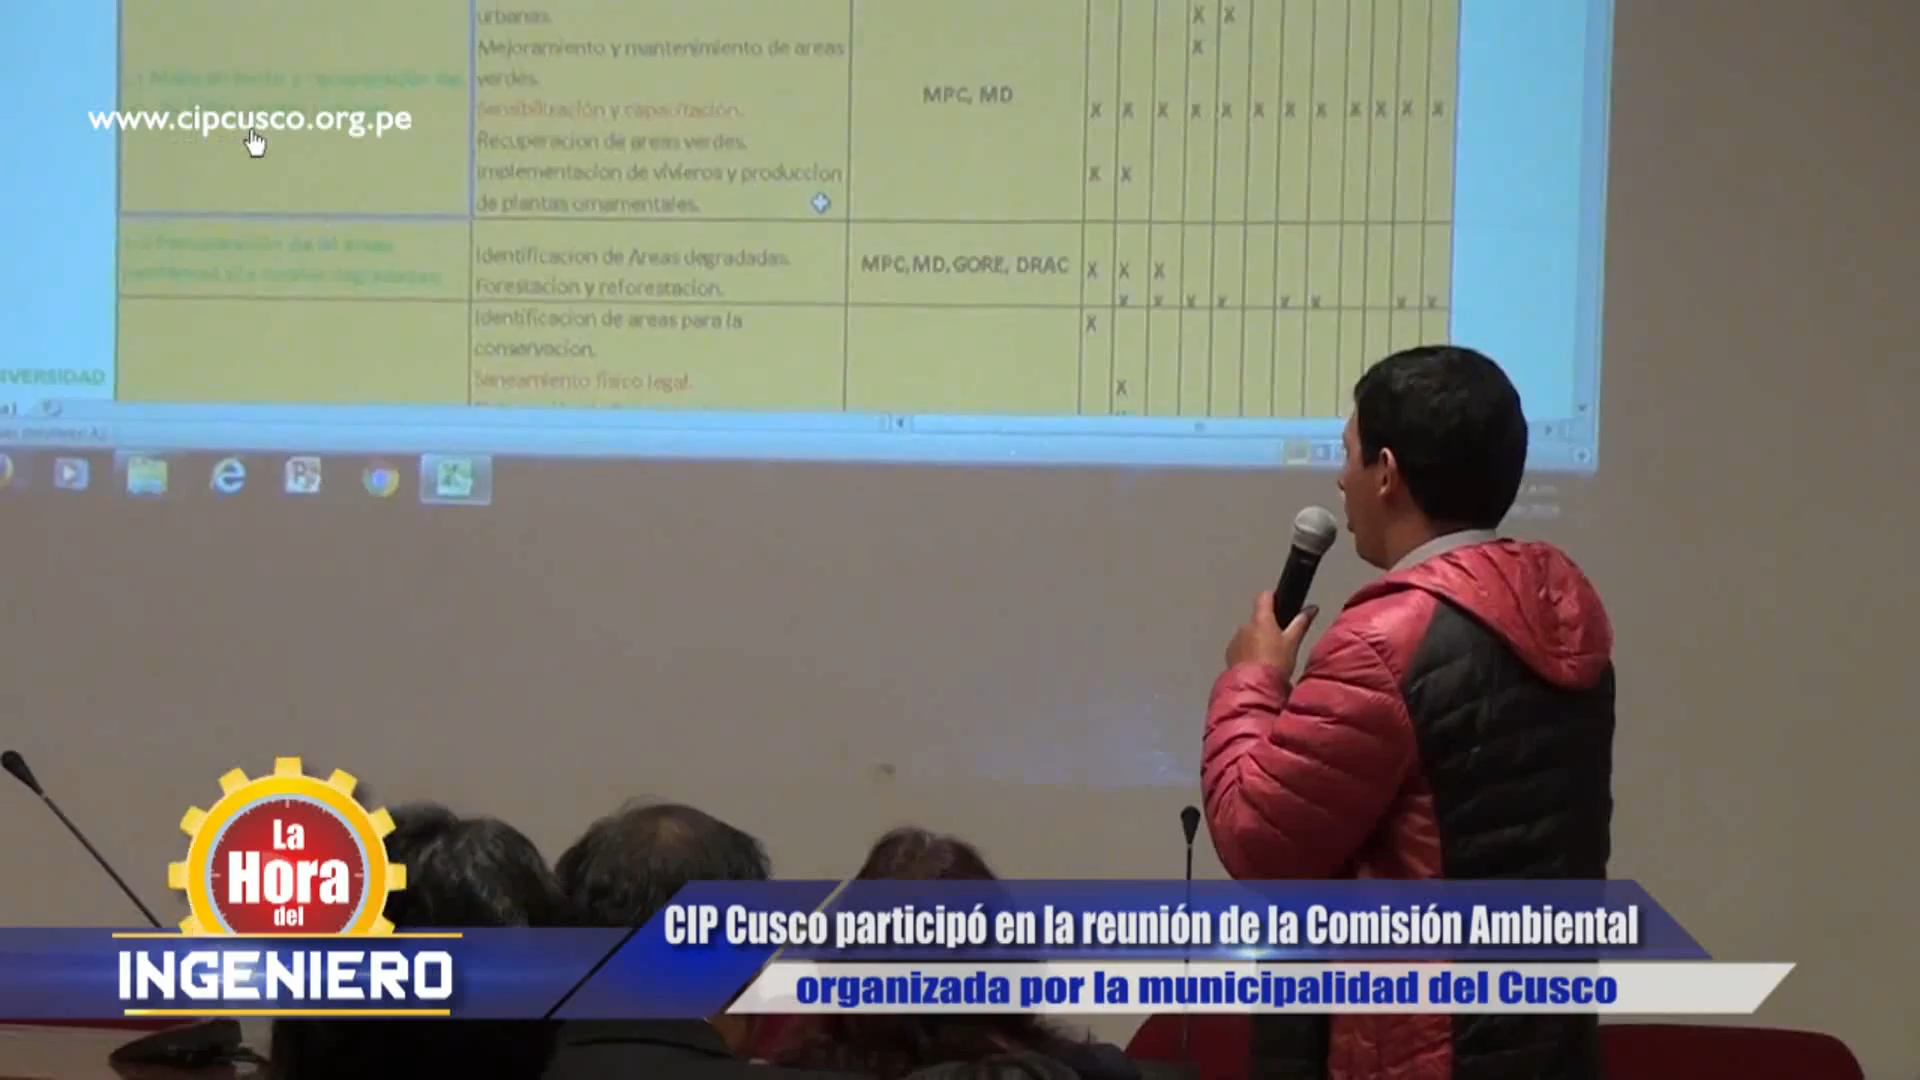 urbanas.
X X
Mejoramiento y mantenimiento de areas
X
verdes.
MPC, MD
www.cipcusco.org.pe
Sensibilización y capacitación.
X X X X X X X X X X X X
Recuperacion de areas verdes.
implementacion de vivieros y produccion
X X
de plantas ornamentales.
Identificacion de Areas degradadas.
MPC,MD,GORE, DRAC
X X X
Forestacion y reforestacion.
X X X X X X X X
Identificacion de areas para la
X
conservacion.
Saneamiento fisico legal.
X
La
Hora
del
INGENIERO
CIP Cusco participó en la reunión de la Comisión Ambiental
organizada por la municipalidad del Cusco